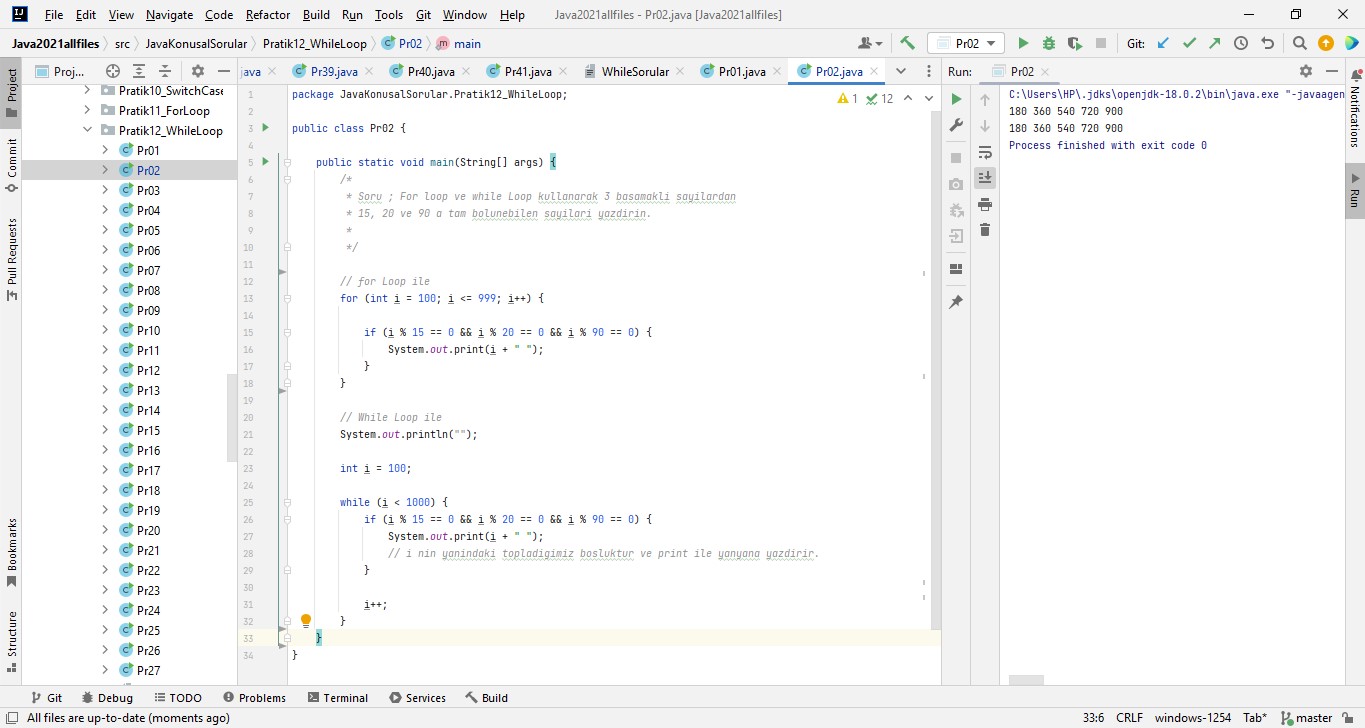 File Edit View Navigate Code Refactor Build Run Tools Git Window Help Java2021allfiles - Pr02.java [Java2021allfiles]
Java2021allfiles src JavaKonusalSorular Pratik12_WhileLoop Pr02 main Pr02 Git:
Project
Commit
Pull Requests
Bookmarks
Structure
Proj...
Pratik10_SwitchCase
Pratik11_ForLoop
Pratik12_WhileLoop
Pr01
Pr02
Pr03
Pr04
Pr05
Pr06
Pr07
Pr08
Pr09
Pr10
Pr11
Pr12
Pr13
Pr14
Pr15
Pr16
Pr17
Pr18
Pr19
Pr20
Pr21
Pr22
Pr23
Pr24
Pr25
Pr26
Pr27
java Pr39.java Pr40.java Pr41.java WhileSorular Pr01.java Pr02.java
1 12
1 package JavaKonusalSorular.Pratik12_WhileLoop;
2
3 public class Pr02 {
4
5 public static void main(String[] args) {
6 /*
7 * Soru ; For loop ve while Loop kullanarak 3 basamakli sayilardan
8 * 15, 20 ve 90 a tam bolunebilen sayilari yazdirin.
9 *
10 */
11
12 // for Loop ile
13 for (int i = 100; i <= 999; i++) {
14
15 if (i % 15 == 0 && i % 20 == 0 && i % 90 == 0) {
16 System.out.print(i + " ");
17 }
18 }
19
20 // While Loop ile
21 System.out.println("");
22
23 int i = 100;
24
25 while (i < 1000) {
26 if (i % 15 == 0 && i % 20 == 0 && i % 90 == 0) {
27 System.out.print(i + " ");
28 // i nin yanindaki topladigimiz bosluktur ve print ile yanyana yazdirir.
29 }
30
31 i++;
32 }
33 }
34 }
Run: Pr02
C:\Users\HP\.jdks\openjdk-18.0.2\bin\java.exe "-javaagen
180 360 540 720 900
180 360 540 720 900
Process finished with exit code 0
Notifications
Run
Git Debug TODO Problems Terminal Services Build
All files are up-to-date (moments ago) 33:6 CRLF windows-1254 Tab* master